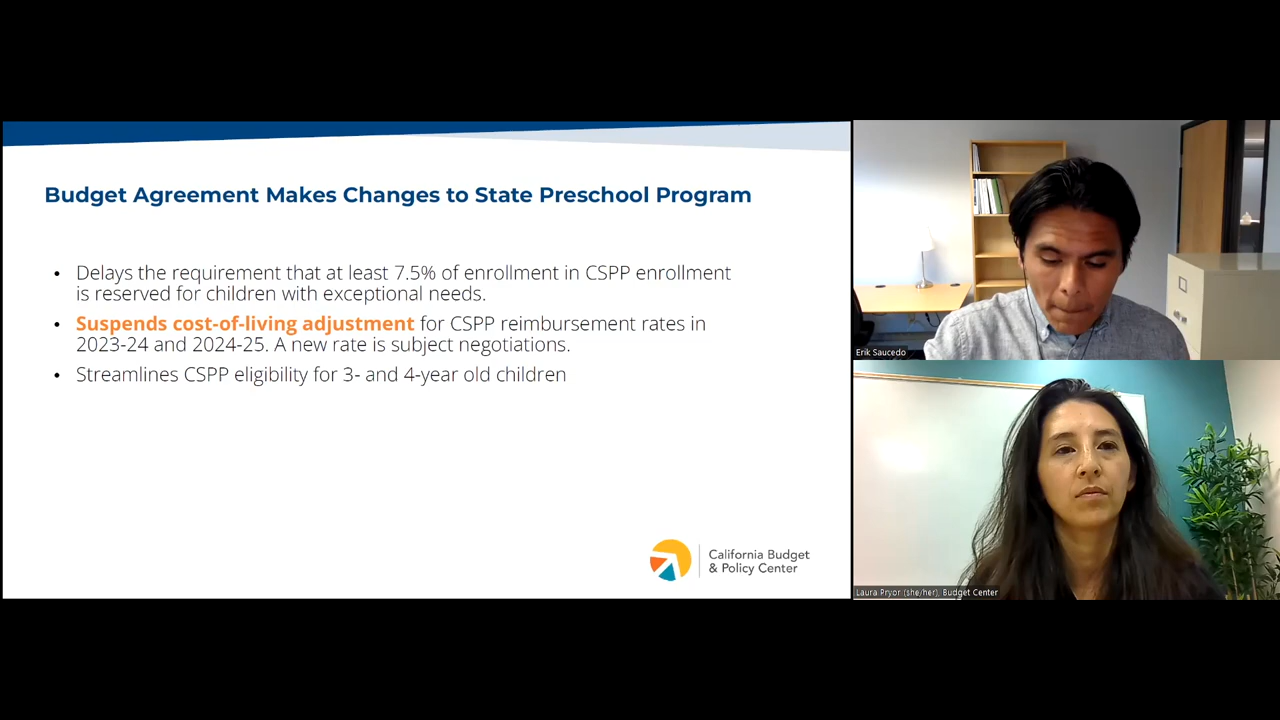 Budget Agreement Makes Changes to State Preschool Program
• Delays the requirement that at least 7.5% of enrollment in CSPP enrollment
is reserved for children with exceptional needs.
• Suspends cost-of-living adjustment for CSPP reimbursement rates in
2023-24 and 2024-25. A new rate is subject negotiations.
• Streamlines CSPP eligibility for 3- and 4-year old children
California Budget
& Policy Center
Erik Saucedo
Laura Pryor (she/her), Budget Center